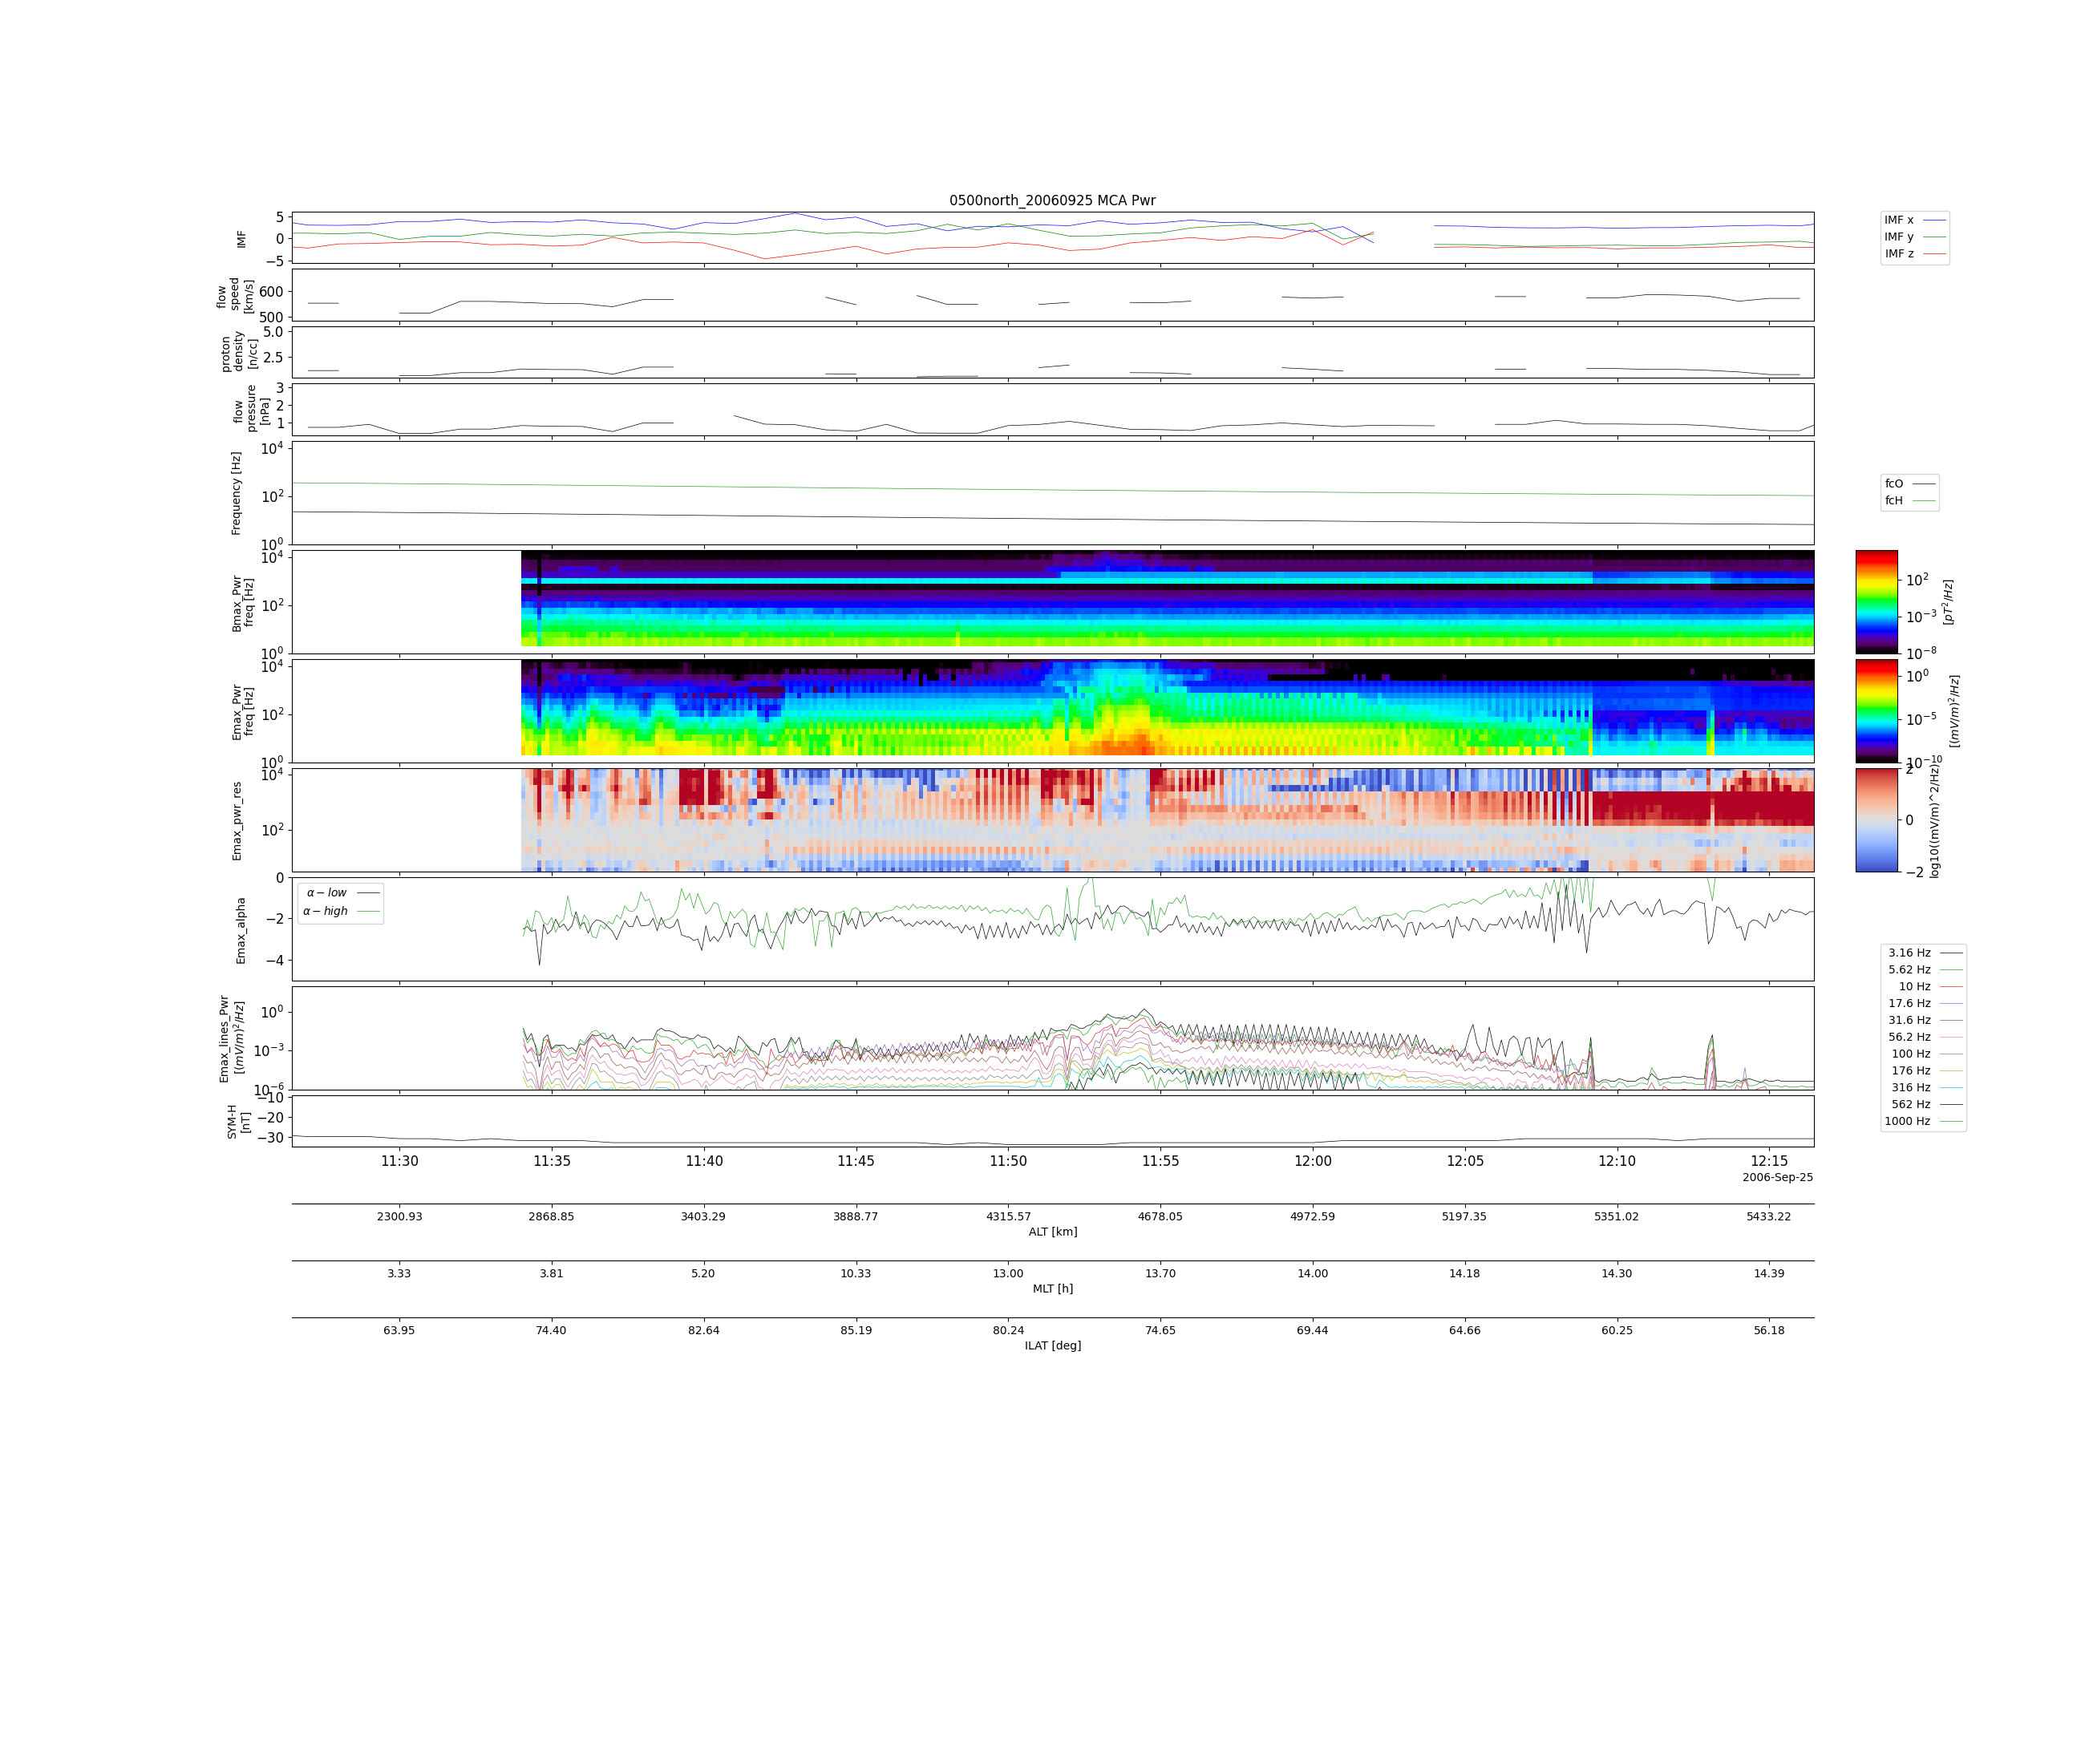 0500north_20060925 MCA Pwr
IMF
5
0
−5
IMF x
IMF y
IMF z
flow
speed
[km/s]
600
500
proton
density
[n/cc]
5.0
2.5
flow
pressure
[nPa]
3
2
1
Frequency [Hz]
10^4
10^2
10^0
fcO
fcH
Bmax_Pwr
freq [Hz]
10^4
10^2
10^0
10^2
10^−3
10^−8
[pT^2/Hz]
Emax_Pwr
freq [Hz]
10^4
10^2
10^0
10^0
10^−5
10^−10
[(mV/m)^2/Hz]
Emax_pwr_res
10^4
10^2
2
0
−2
log10((mV/m)^2/Hz)
Emax_alpha
0
−2
−4
α − low
α − high
Emax_lines_Pwr
[(mV/m)^2/Hz]
10^0
10^−3
10^−6
3.16 Hz
5.62 Hz
10 Hz
17.6 Hz
31.6 Hz
56.2 Hz
100 Hz
176 Hz
316 Hz
562 Hz
1000 Hz
SYM-H
[nT]
−10
−20
−30
11:30 11:35 11:40 11:45 11:50 11:55 12:00 12:05 12:10 12:15
2006-Sep-25
2300.93 2868.85 3403.29 3888.77 4315.57 4678.05 4972.59 5197.35 5351.02 5433.22
ALT [km]
3.33 3.81 5.20 10.33 13.00 13.70 14.00 14.18 14.30 14.39
MLT [h]
63.95 74.40 82.64 85.19 80.24 74.65 69.44 64.66 60.25 56.18
ILAT [deg]